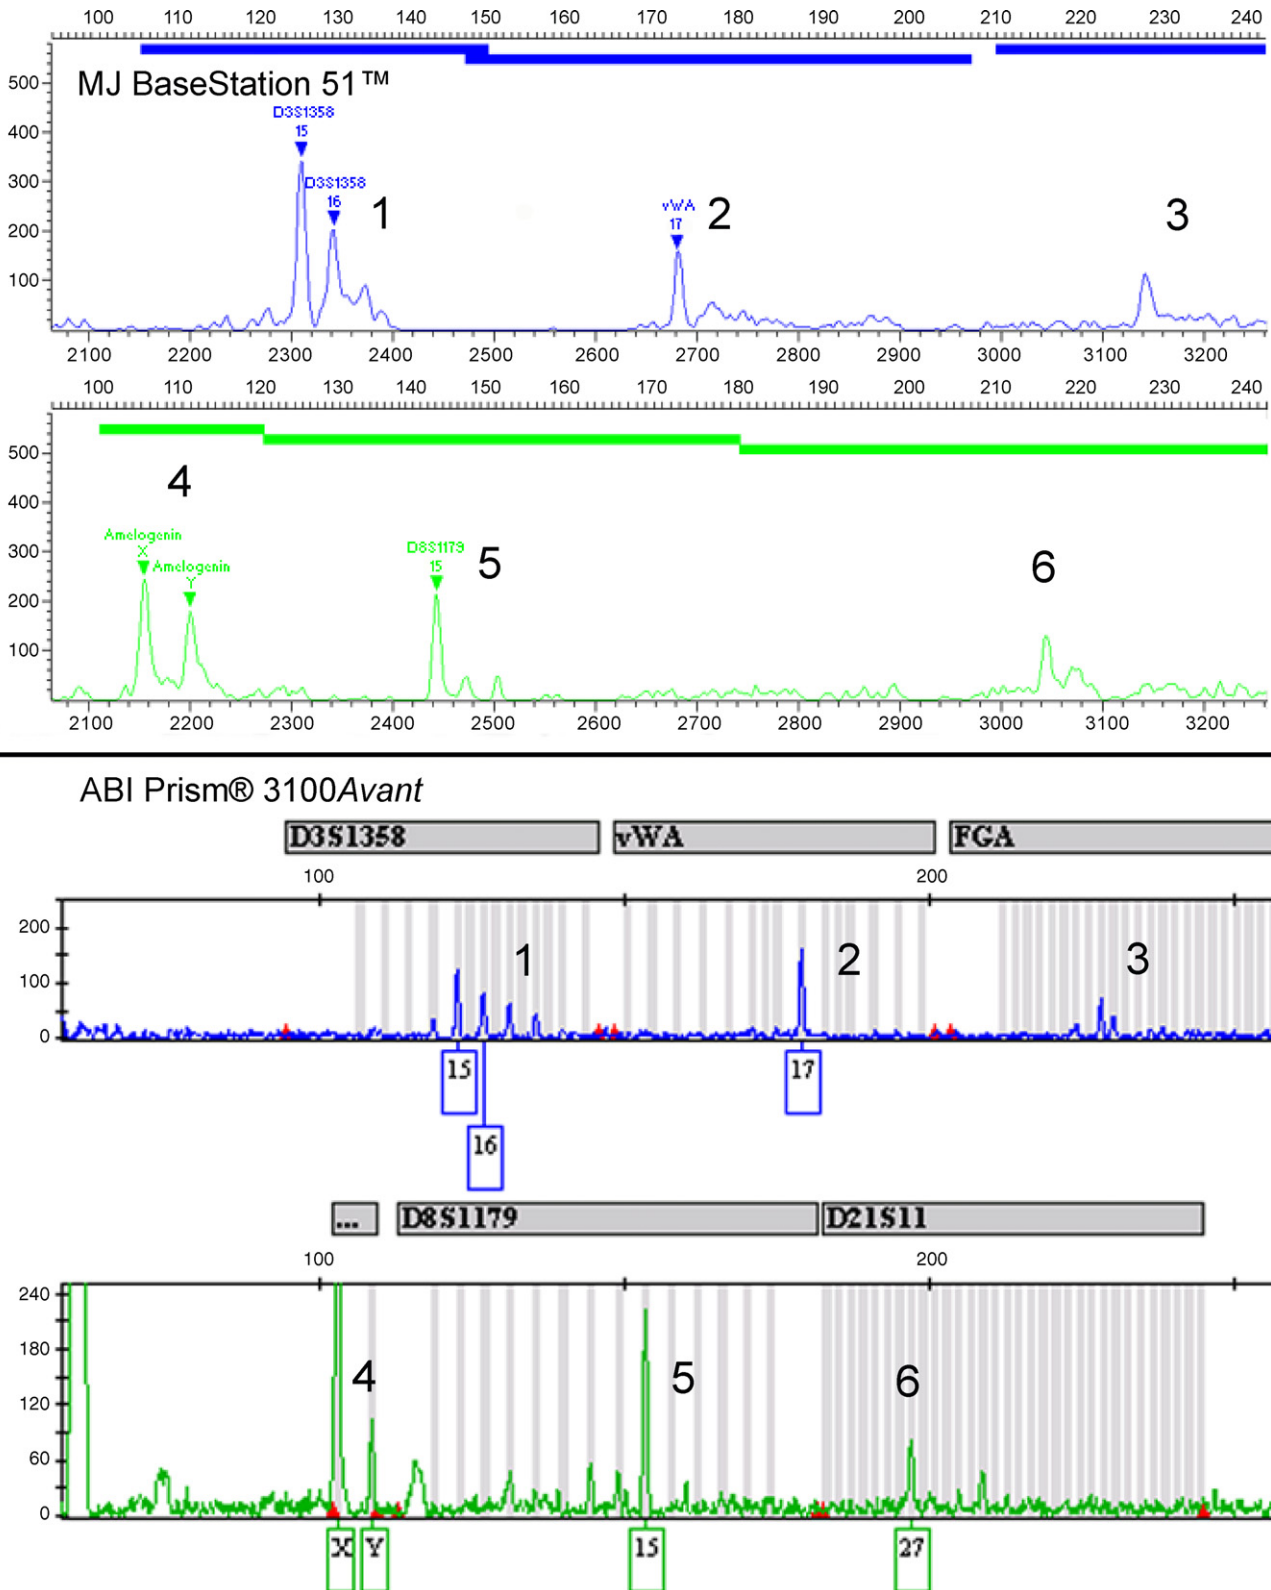 100 110 120 130 140 150 160 170 180 190 200 210 220 230 240
MJ BaseStation 51™
500
400
300
200
100
D3S1358
15
D3S1358
16
1
vWA
17
2
3
2100 2200 2300 2400 2500 2600 2700 2800 2900 3000 3100 3200
100 110 120 130 140 150 160 170 180 190 200 210 220 230 240
500
400
300
200
100
4
Amelogenin
X
Amelogenin
Y
D8S1179
15
5
6
2100 2200 2300 2400 2500 2600 2700 2800 2900 3000 3100 3200
ABI Prism® 3100Avant
D3S1358 vWA FGA
100 200
200
100
0
1 2 3
15 17
16
... D8S1179 D21S11
100 200
240
180
120
60
0
4 5 6
X Y 15 27